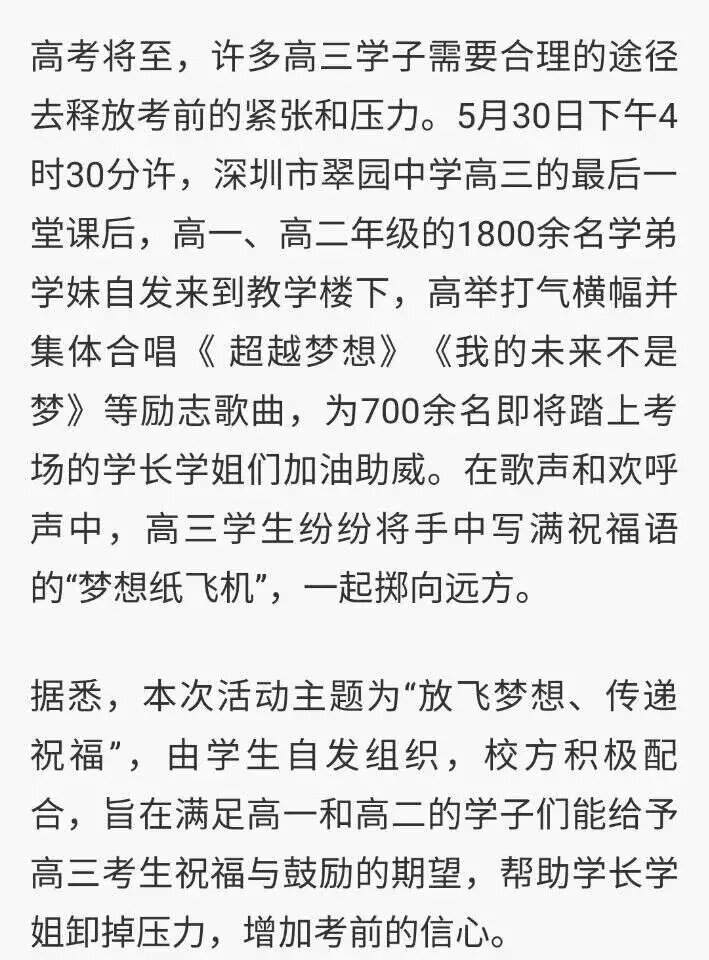 高考将至，许多高三学子需要合理的途径
去释放考前的紧张和压力。5月30日下午4
时30分许，深圳市翠园中学高三的最后一
堂课后，高一、高二年级的1800余名学弟
学妹自发来到教学楼下，高举打气横幅并
集体合唱《 超越梦想》《我的未来不是
梦》等励志歌曲，为700余名即将踏上考
场的学长学姐们加油助威。在歌声和欢呼
声中，高三学生纷纷将手中写满祝福语
的“梦想纸飞机”，一起掷向远方。
据悉，本次活动主题为“放飞梦想、传递
祝福”，由学生自发组织，校方积极配
合，旨在满足高一和高二的学子们能给予
高三考生祝福与鼓励的期望，帮助学长学
姐卸掉压力，增加考前的信心。